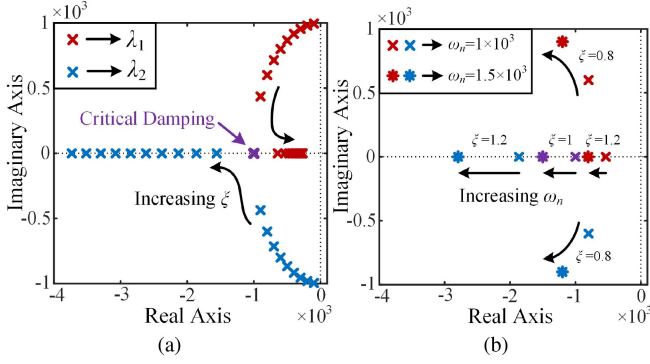 1 ×10³
0.5
0
-0.5
-1
Imaginary Axis
λ₁
λ₂
Critical Damping
Increasing ξ
-4 -3 -2 -1 0
×10³
Real Axis
(a)
1 ×10³
0.5
0
-0.5
-1
Imaginary Axis
ωₙ=1×10³
ωₙ=1.5×10³
ξ=0.8
ξ=1.2 ξ=1 ξ=1.2
Increasing ωₙ
ξ=0.8
-4 -3 -2 -1 0
×10³
Real Axis
(b)